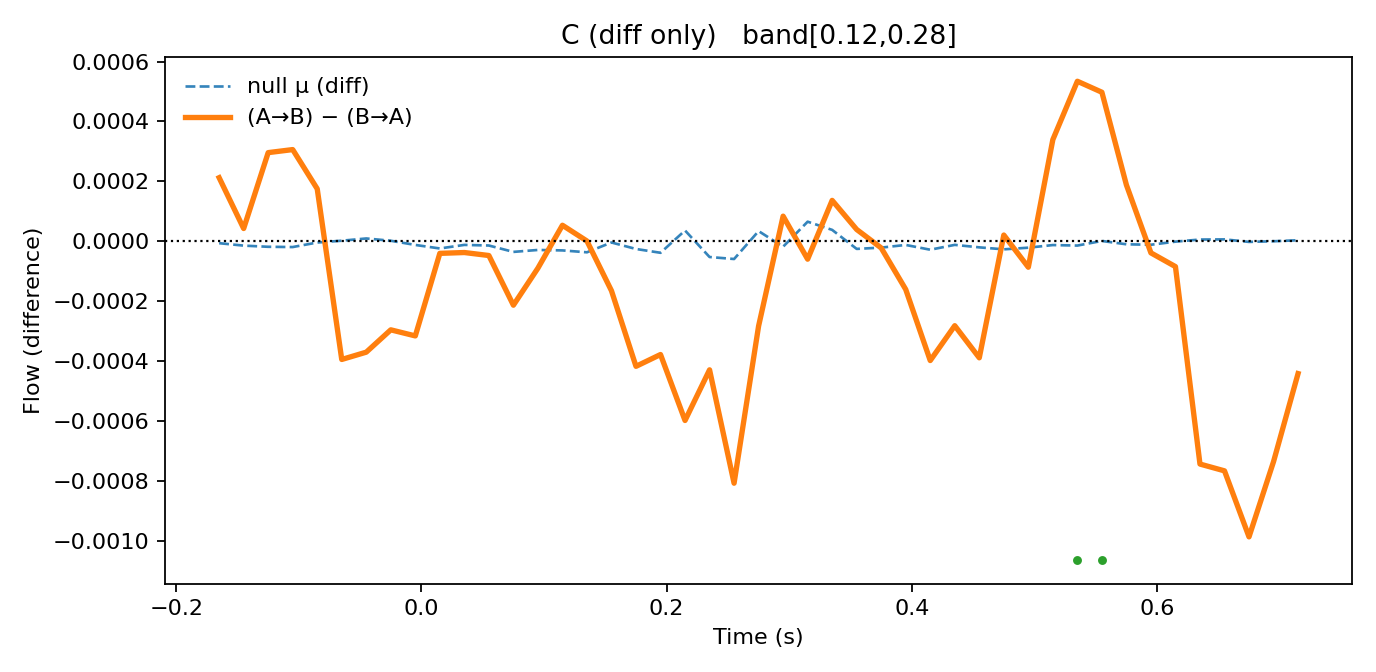 C (diff only)   band[0.12,0.28]
0.0006
0.0004
0.0002
0.0000
−0.0002
−0.0004
−0.0006
−0.0008
−0.0010
Flow (difference)
null μ (diff)
(A→B) − (B→A)
−0.2 0.0 0.2 0.4 0.6
Time (s)